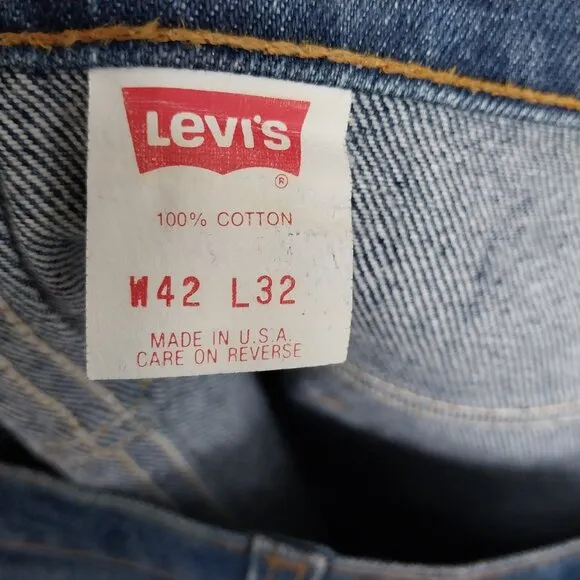 Levi's
®
100% COTTON
W42 L32
MADE IN U.S.A.
CARE ON REVERSE